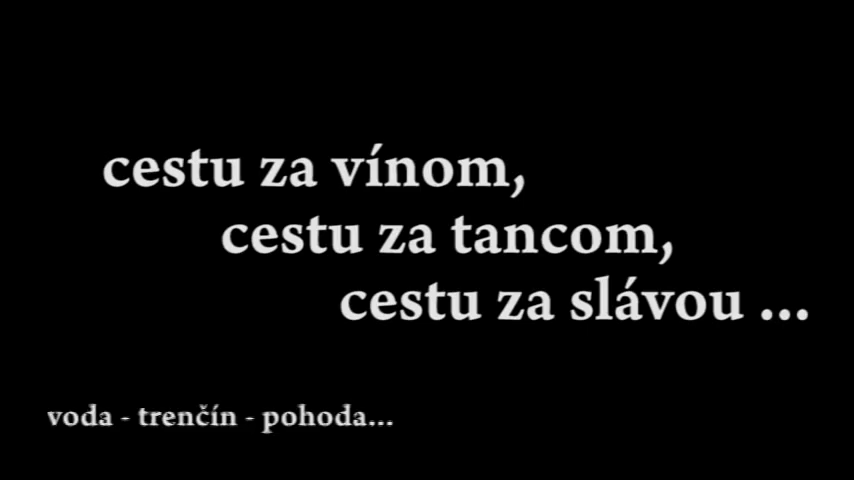 cestu za vínom,
cestu za tancom,
cestu za slávou ...
voda - trenčín - pohoda...